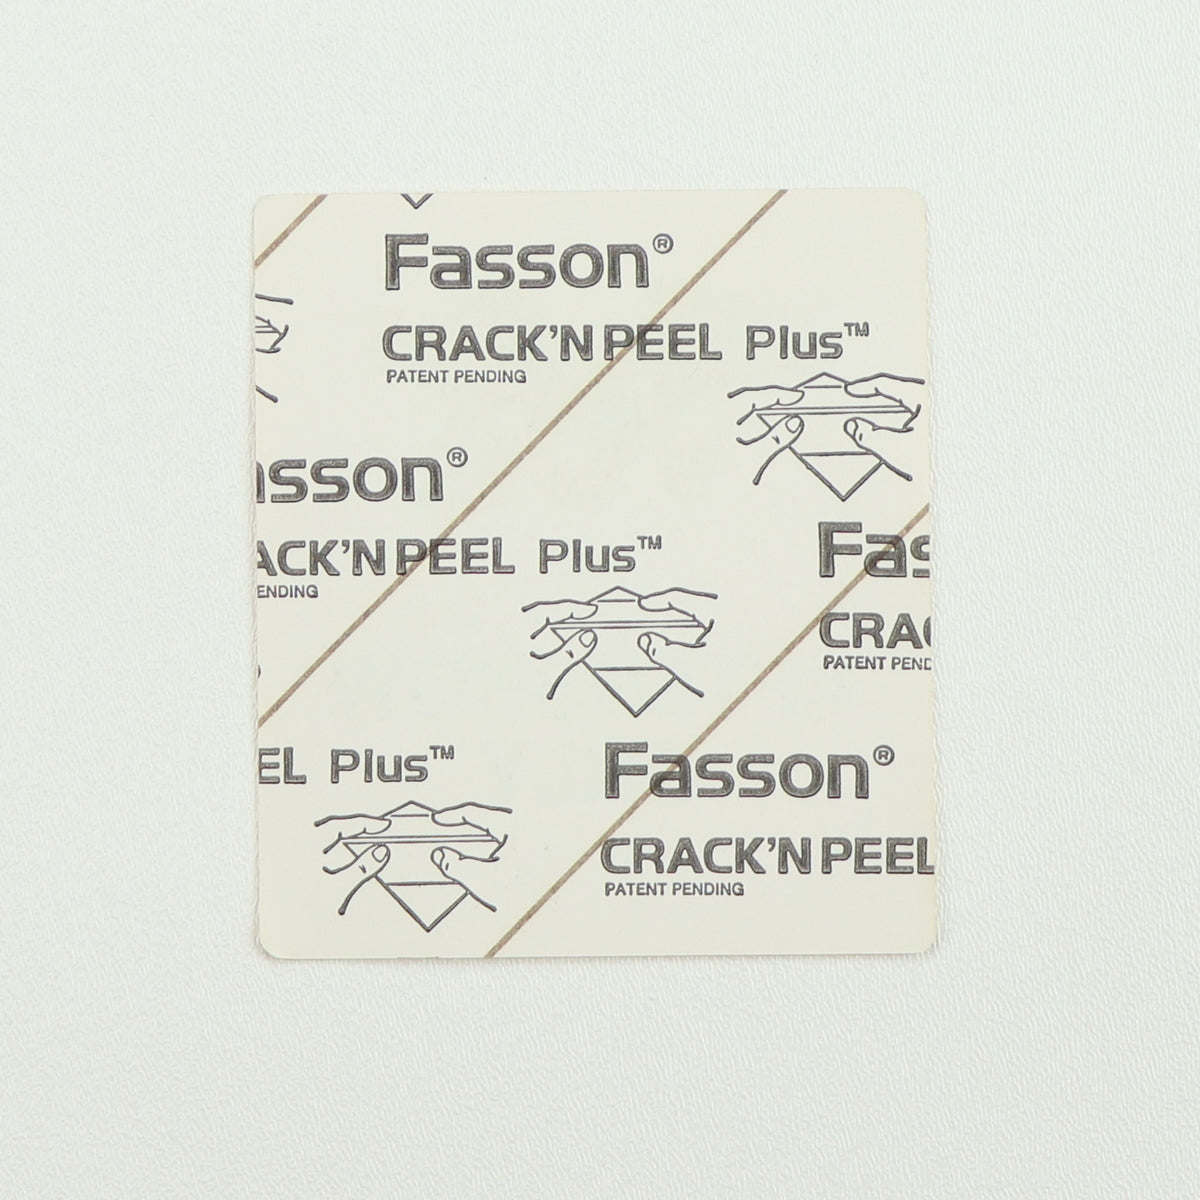 Fasson®
CRACK'N PEEL Plus™
PATENT PENDING
asson®
ACK'N PEEL Plus™
ENDING
Fas
CRAC
PATENT PEND
EL Plus™
Fasson®
CRACK'N PEEL
PATENT PENDING